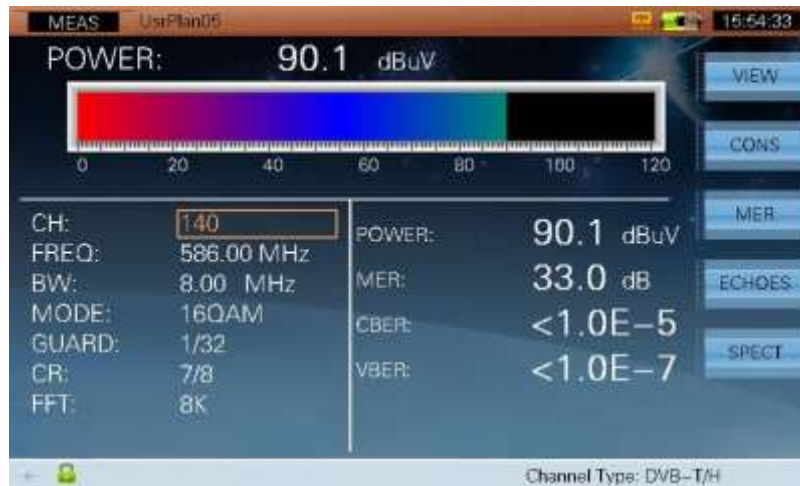 MEAS UsrPlan05 15:54:33
POWER: 90.1 dBuV
0 20 40 60 80 100 120
VIEW
CONS
MER
ECHOES
SPECT
CH: 140
FREQ: 586.00 MHz
BW: 8.00 MHz
MODE: 16QAM
GUARD: 1/32
CR: 7/8
FFT: 8K
POWER: 90.1 dBuV
MER: 33.0 dB
CBER: <1.0E-5
VBER: <1.0E-7
Channel Type: DVB-T/H